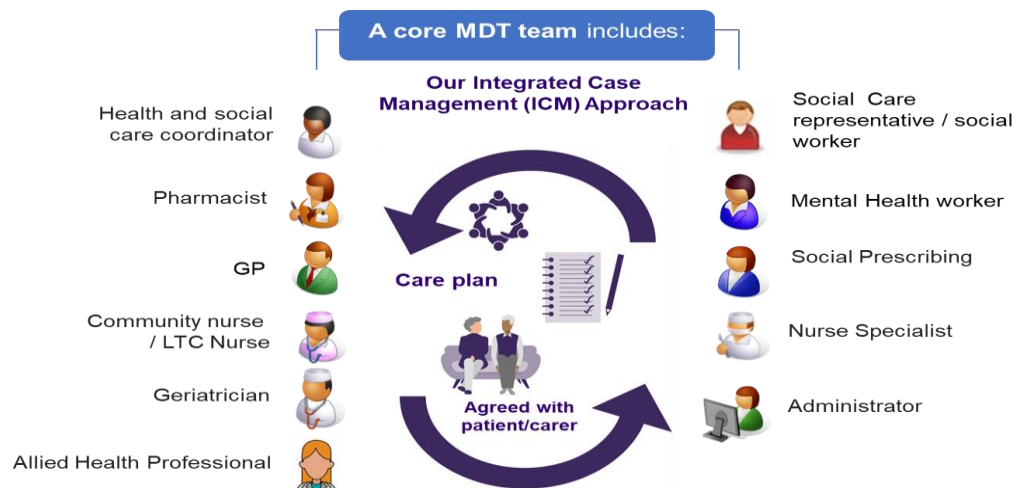 A core MDT team includes:
Our Integrated Case
Management (ICM) Approach
Health and social
care coordinator
Pharmacist
GP
Community nurse
/ LTC Nurse
Geriatrician
Allied Health Professional
Care plan
Agreed with
patient/carer
Social Care
representative / social
worker
Mental Health worker
Social Prescribing
Nurse Specialist
Administrator